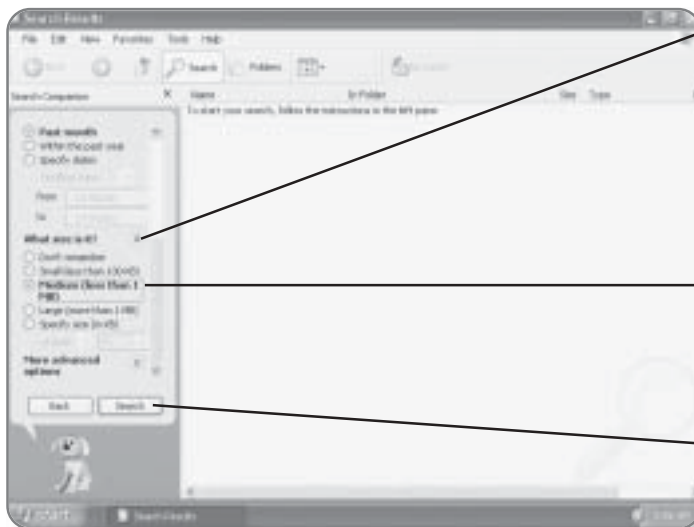 Search Results
File Edit View Favorites Tools Help
Search Folders
Search Companion
Name In Folder Size Type
To start your search, follow the instructions in the left pane.
Past month
Within the past year
Specify dates
from
to
What size is it?
Don't remember
Small (less than 100 KB)
Medium (less than 1 MB)
Large (more than 1 MB)
Specify size (in KB)
More advanced options
Back Search
start Search Results